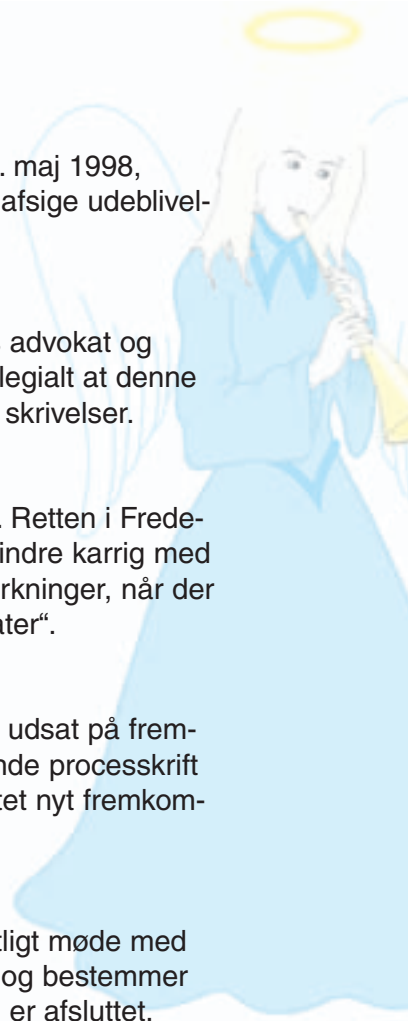 . maj 1998,
afsige udeblivel-
advokat og
legialt at denne
skrivelser.
. Retten i Frede-
indre karrig med
rkninger, når der
ater“.
udsat på frem-
nde processkrift
tet nyt fremkom-
tligt møde med
og bestemmer
er afsluttet.